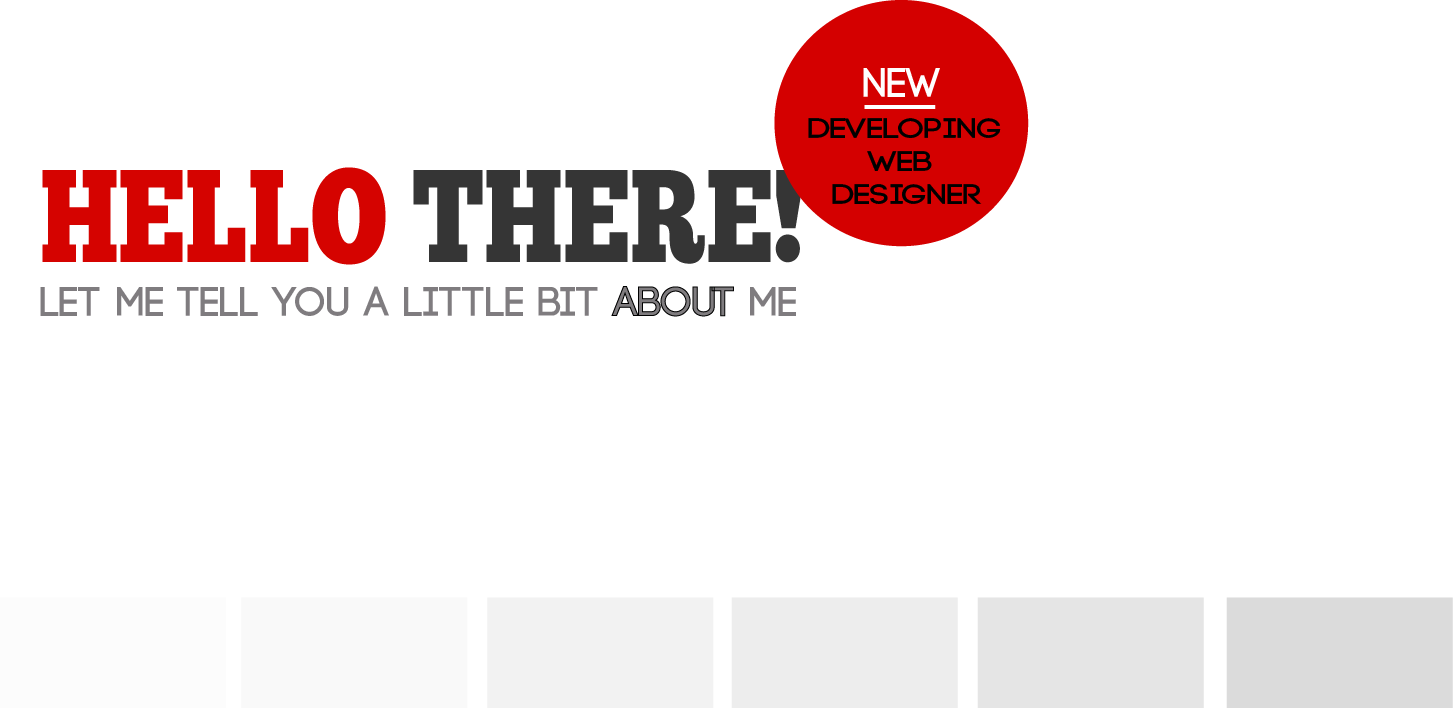 NEW
DEVELOPING
WEB
DESIGNER
HELLO THERE!
LET ME TELL YOU A LITTLE BIT ABOUT ME